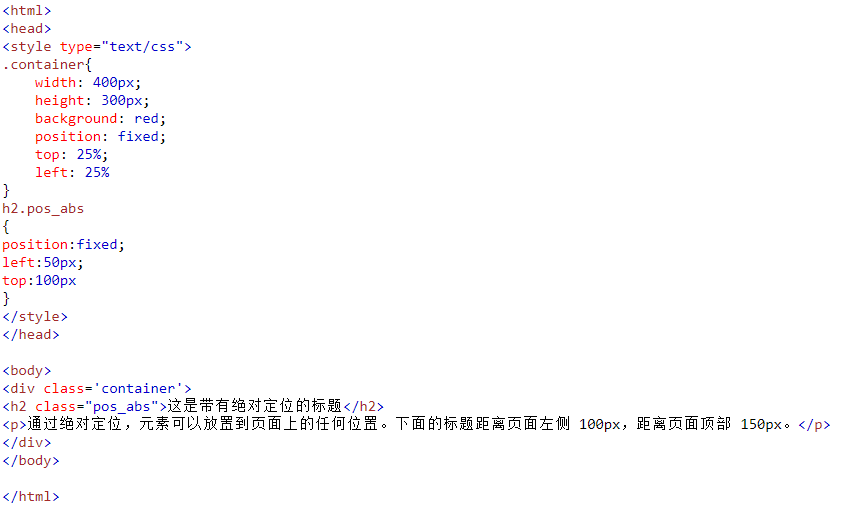 <html>
<head>
<style type="text/css">
.container{
    width: 400px;
    height: 300px;
    background: red;
    position: fixed;
    top: 25%;
    left: 25%
}
h2.pos_abs
{
position:fixed;
left:50px;
top:100px
}
</style>
</head>

<body>
<div class='container'>
<h2 class="pos_abs">这是带有绝对定位的标题</h2>
<p>通过绝对定位，元素可以放置到页面上的任何位置。下面的标题距离页面左侧 100px，距离页面顶部 150px。</p>
</div>
</body>

</html>